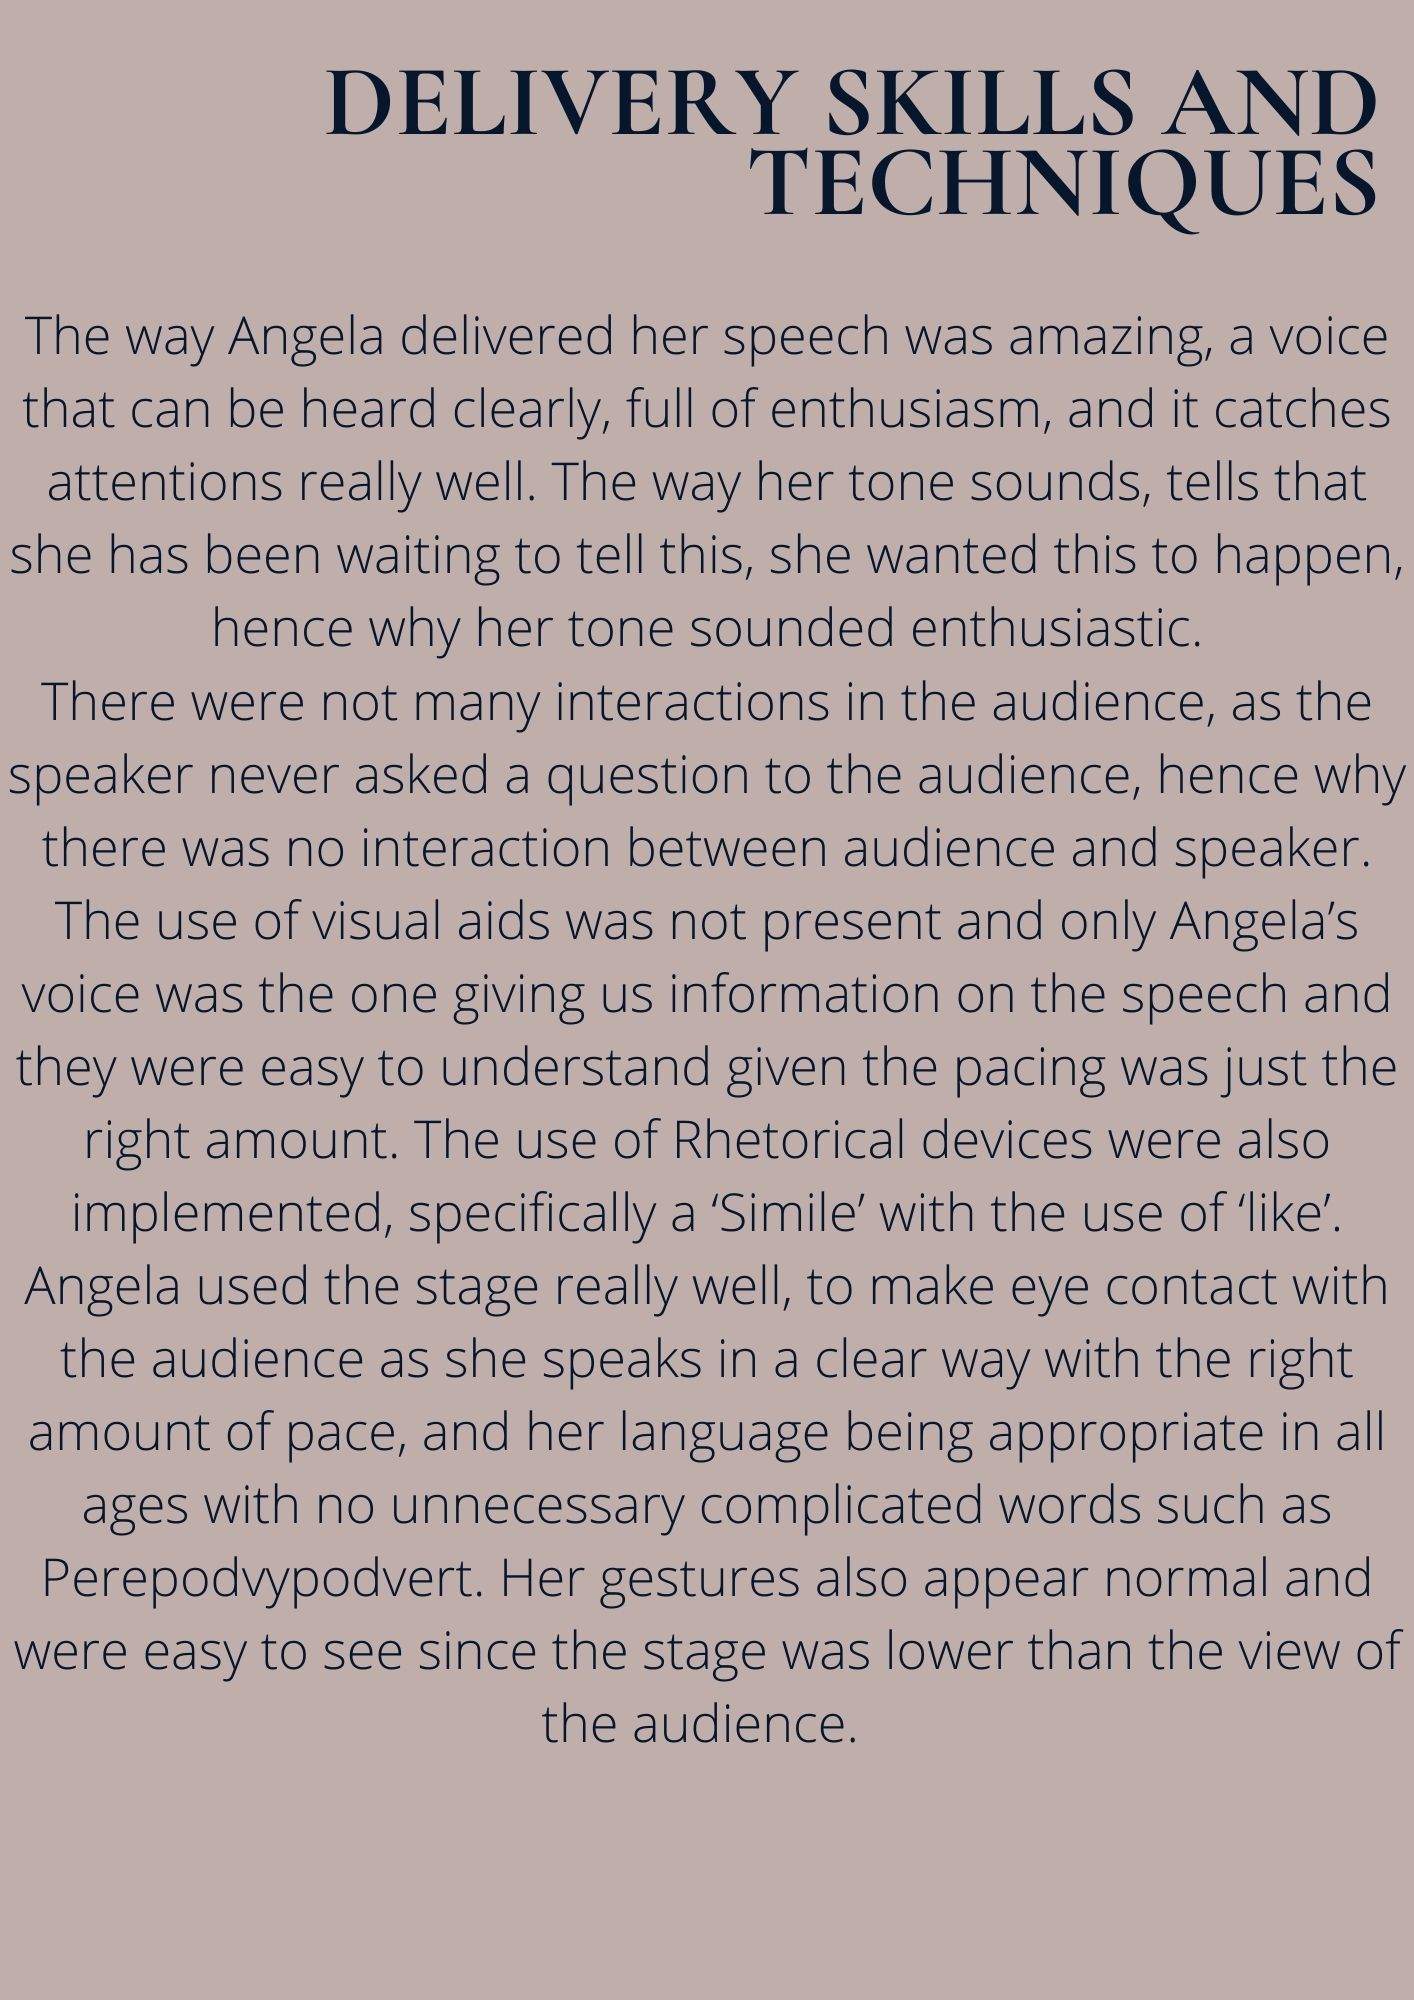 DELIVERY SKILLS AND
TECHNIQUES
The way Angela delivered her speech was amazing, a voice
that can be heard clearly, full of enthusiasm, and it catches
attentions really well. The way her tone sounds, tells that
she has been waiting to tell this, she wanted this to happen,
hence why her tone sounded enthusiastic.
There were not many interactions in the audience, as the
speaker never asked a question to the audience, hence why
there was no interaction between audience and speaker.
The use of visual aids was not present and only Angela’s
voice was the one giving us information on the speech and
they were easy to understand given the pacing was just the
right amount. The use of Rhetorical devices were also
implemented, specifically a ‘Simile’ with the use of ‘like’.
Angela used the stage really well, to make eye contact with
the audience as she speaks in a clear way with the right
amount of pace, and her language being appropriate in all
ages with no unnecessary complicated words such as
Perepodvypodvert. Her gestures also appear normal and
were easy to see since the stage was lower than the view of
the audience.